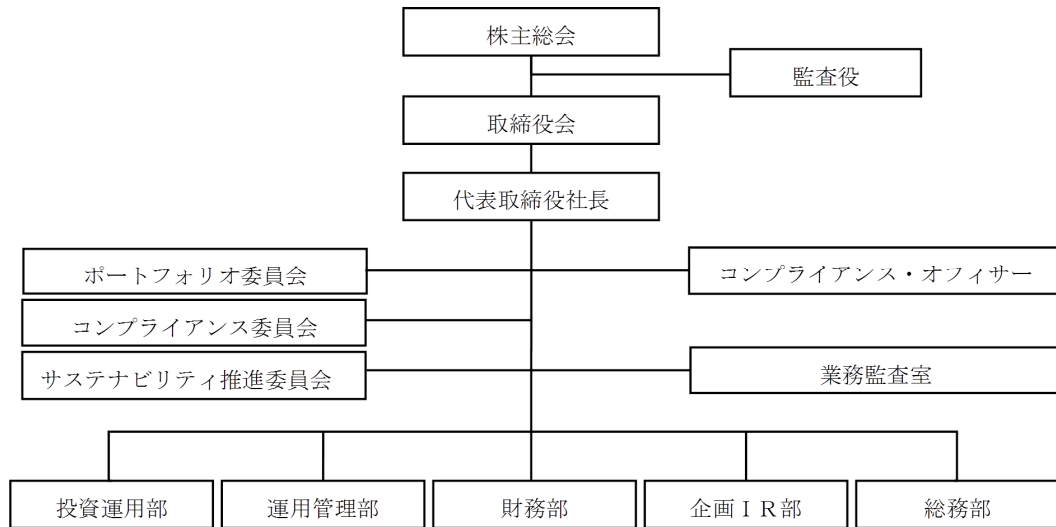 株主総会
監査役
取締役会
代表取締役社長
ポートフォリオ委員会
コンプライアンス・オフィサー
コンプライアンス委員会
サステナビリティ推進委員会
業務監査室
投資運用部
運用管理部
財務部
企画ＩＲ部
総務部